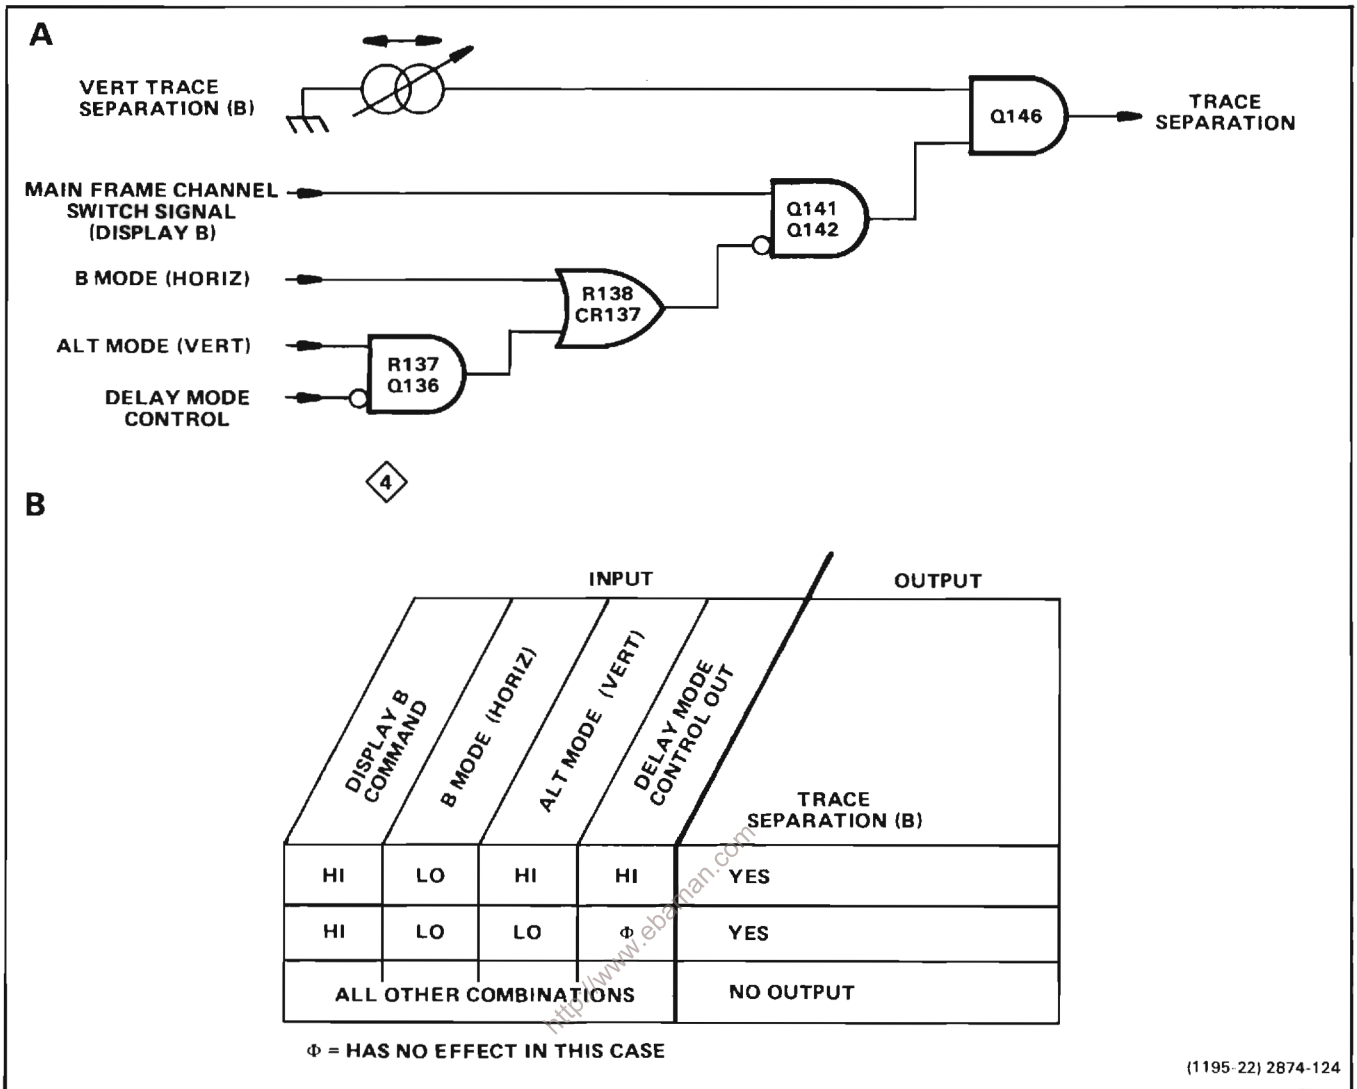 A
VERT TRACE
SEPARATION (B)
Q146
TRACE
SEPARATION
MAIN FRAME CHANNEL
SWITCH SIGNAL
(DISPLAY B)
Q141
Q142
B MODE (HORIZ)
R138
CR137
ALT MODE (VERT)
R137
Q136
DELAY MODE
CONTROL
4
B
INPUT
OUTPUT
DISPLAY B
COMMAND
B MODE (HORIZ)
ALT MODE (VERT)
DELAY MODE
CONTROL OUT
TRACE
SEPARATION (B)
HI LO HI HI YES
HI LO LO Φ YES
ALL OTHER COMBINATIONS NO OUTPUT
Φ = HAS NO EFFECT IN THIS CASE
(1195-22) 2874-124
http://www.ebaman.com